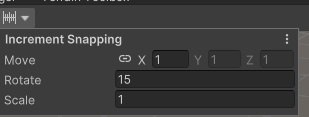 Increment Snapping
Move X 1 Y 1 Z 1
Rotate 15
Scale 1